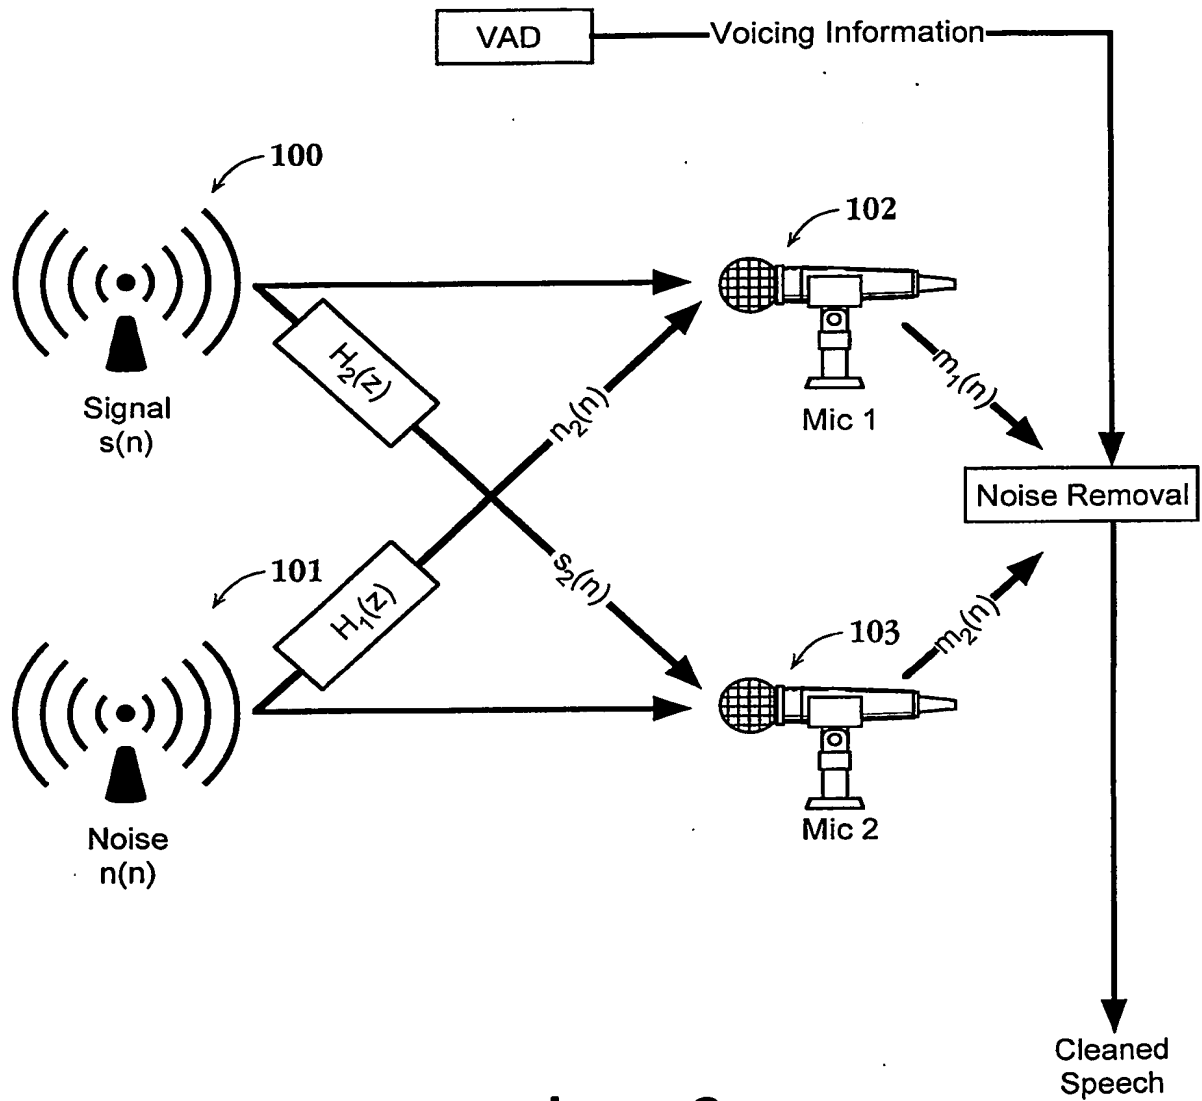 VAD
Voicing Information
100
102
H₂(z)
n₂(n)
m₁(n)
Signal
s(n)
Mic 1
Noise Removal
101
H₁(z)
s₂(n)
103
m₂(n)
Noise
n(n)
Mic 2
Cleaned
Speech